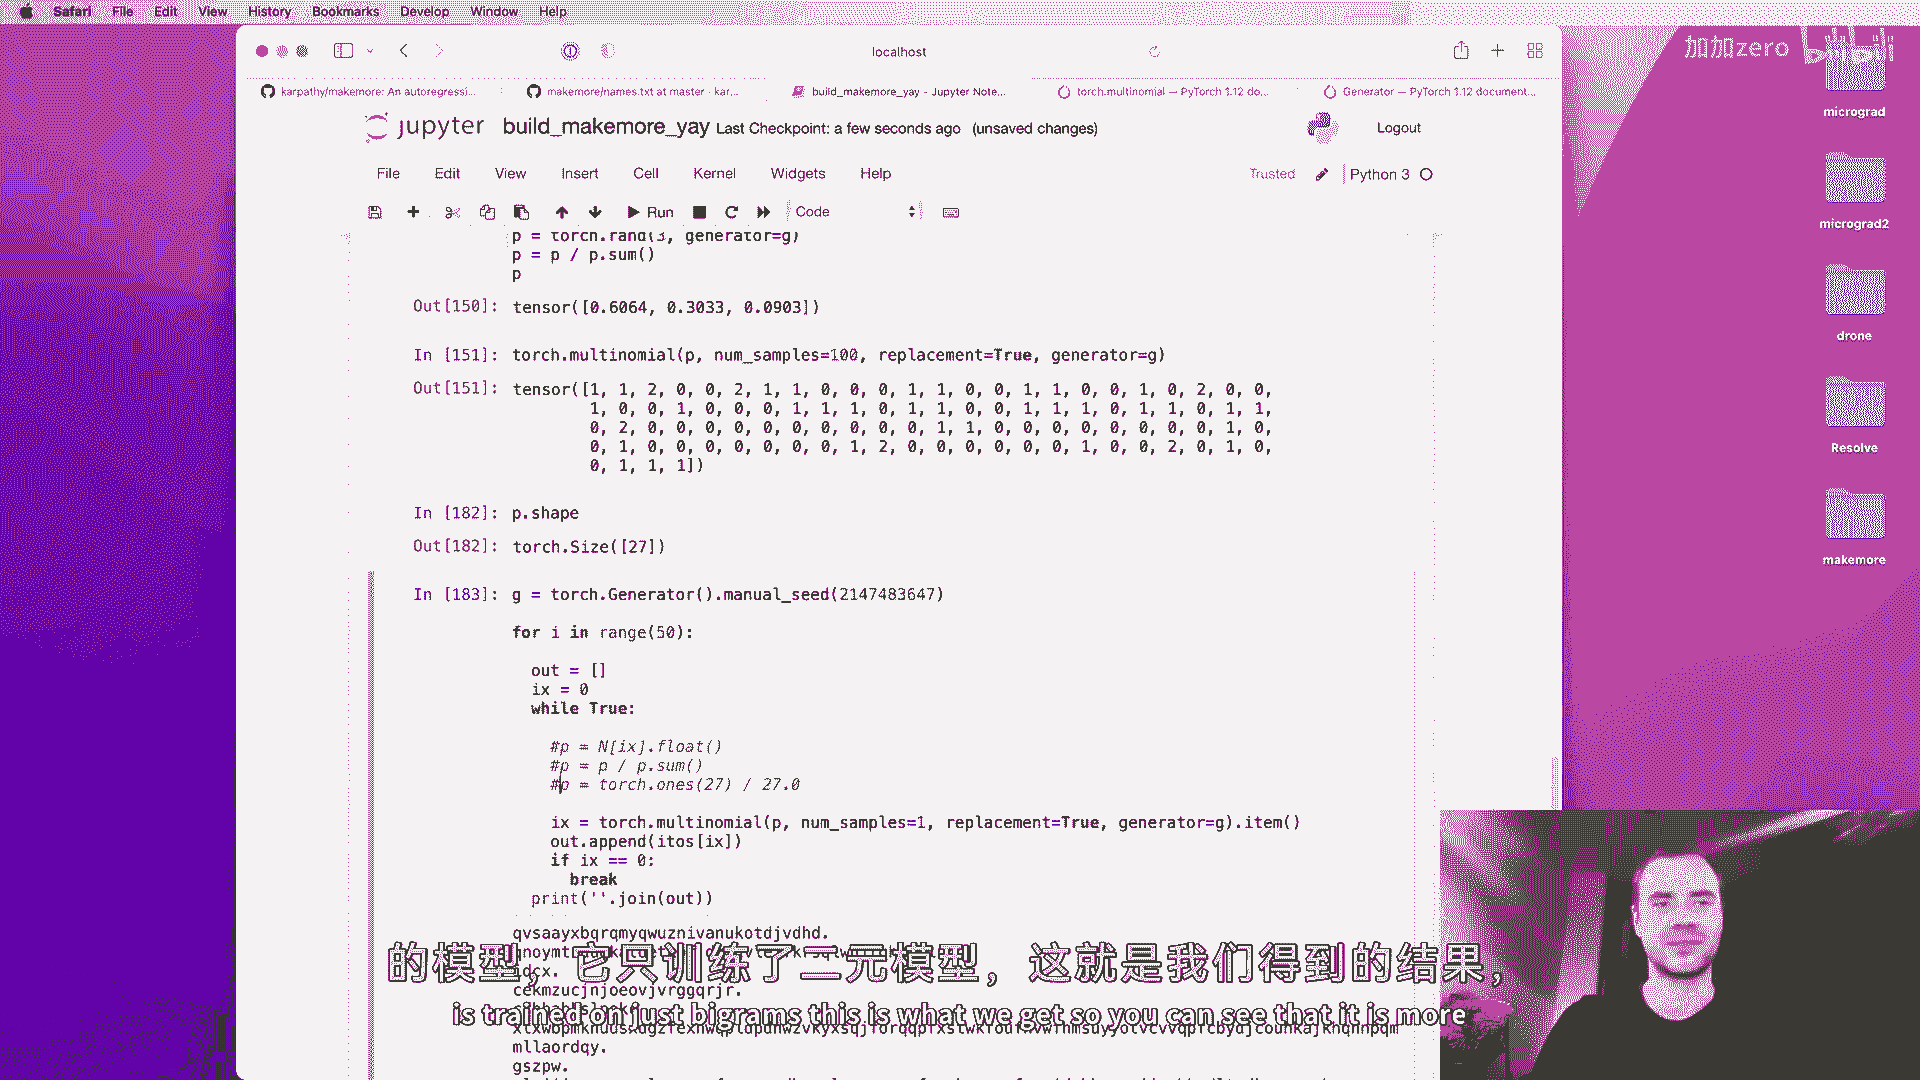 Safari File Edit View History Bookmarks Develop Window Help
localhost
加加zero
karpathy/makemore: An autoregressi...
makemore/names.txt at master · kar...
build_makemore_yay - Jupyter Note...
torch.multinomial — PyTorch 1.12 do...
Generator — PyTorch 1.12 document...
jupyter build_makemore_yay Last Checkpoint: a few seconds ago (unsaved changes)
Logout
File Edit View Insert Cell Kernel Widgets Help
Trusted Python 3
Run Code
p = torch.rand(3, generator=g)
p = p / p.sum()
p
Out[150]: tensor([0.6064, 0.3033, 0.0903])
In [151]: torch.multinomial(p, num_samples=100, replacement=True, generator=g)
Out[151]: tensor([1, 1, 2, 0, 0, 2, 1, 1, 0, 0, 0, 1, 1, 0, 0, 1, 1, 0, 0, 1, 0, 2, 0, 0,
1, 0, 0, 1, 0, 0, 0, 1, 1, 1, 0, 1, 1, 0, 0, 1, 1, 1, 0, 1, 1, 0, 1, 1,
0, 2, 0, 0, 0, 0, 0, 0, 0, 0, 0, 0, 1, 1, 0, 0, 0, 0, 0, 0, 0, 0, 1, 0,
0, 1, 0, 0, 0, 0, 0, 0, 0, 1, 2, 0, 0, 0, 0, 0, 0, 1, 0, 0, 2, 0, 1, 0,
0, 1, 1, 1])
In [182]: p.shape
Out[182]: torch.Size([27])
In [183]: g = torch.Generator().manual_seed(2147483647)
for i in range(50):
out = []
ix = 0
while True:
#p = N[ix].float()
#p = p / p.sum()
#p = torch.ones(27) / 27.0
ix = torch.multinomial(p, num_samples=1, replacement=True, generator=g).item()
out.append(itos[ix])
if ix == 0:
break
print(''.join(out))
qvsaayxbqrqmyqwuznivanukotdjvdhd.
cekmzucjnjoeovjvrggqrjr.
mllaordqy.
gszpw.
的模型，它只训练了二元模型，这就是我们得到的结果，
is trained on just bigrams this is what we get so you can see that it is more
micrograd
micrograd2
drone
Resolve
makemore